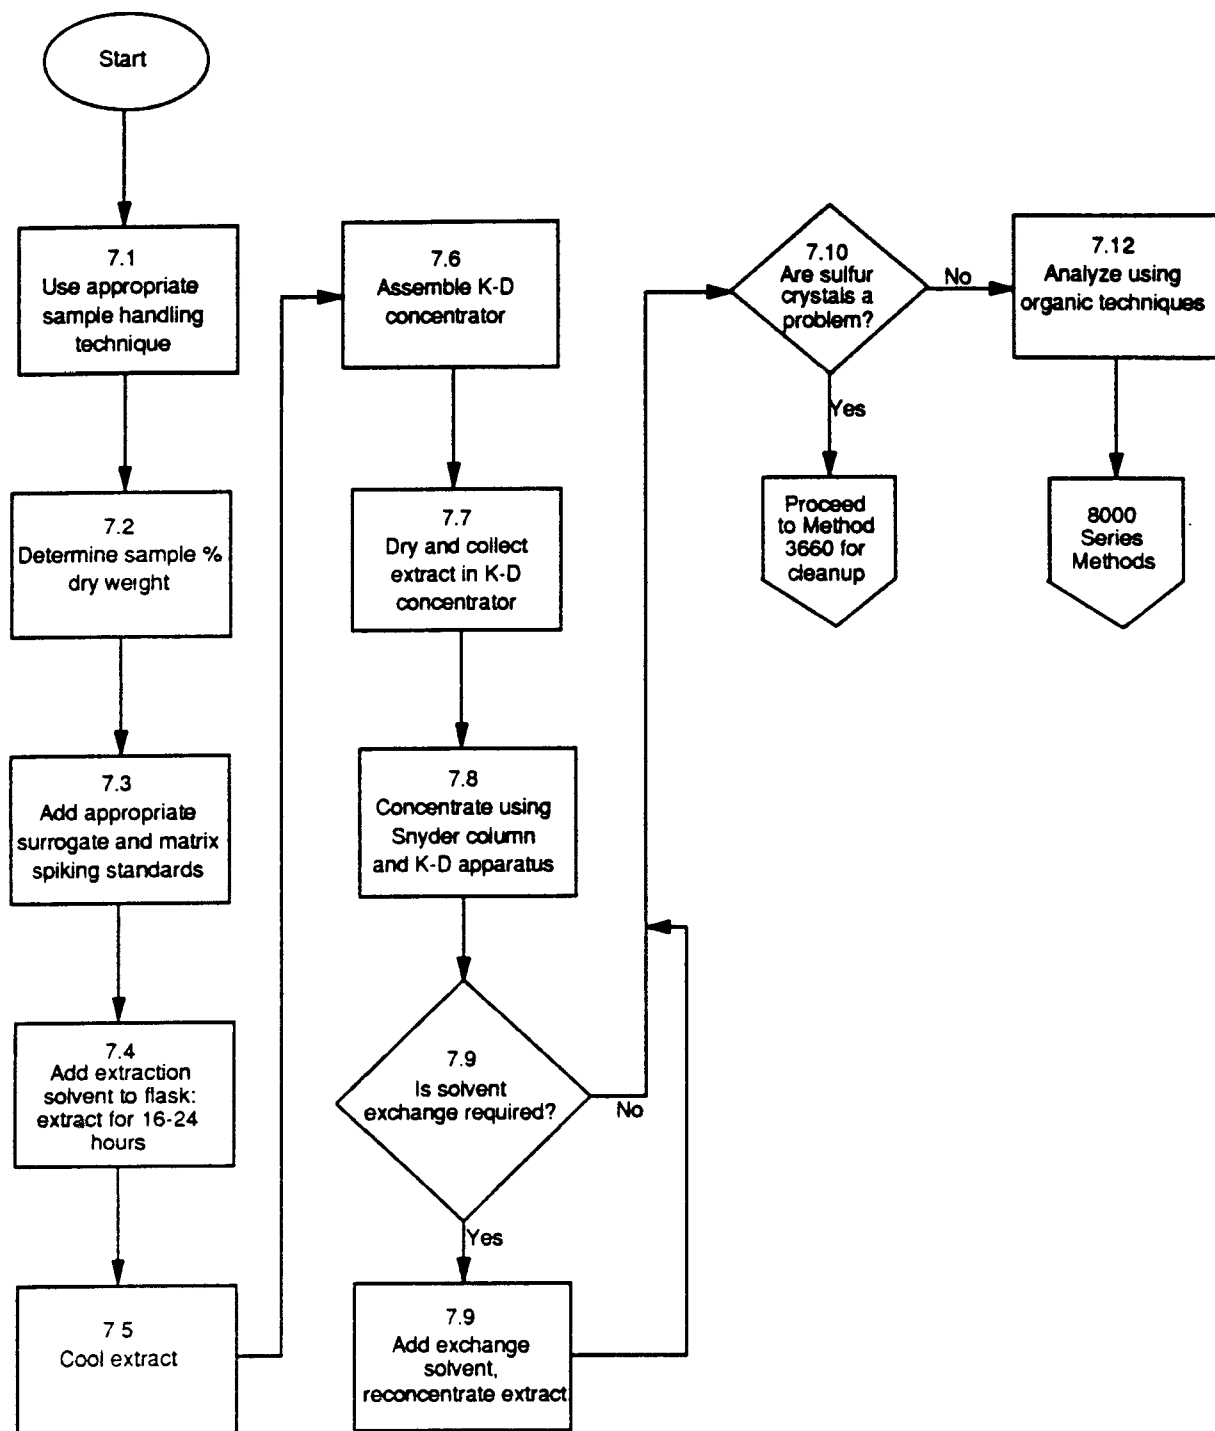 Start
7.1
Use appropriate
sample handling
technique
7.2
Determine sample %
dry weight
7.3
Add appropriate
surrogate and matrix
spiking standards
7.4
Add extraction
solvent to flask:
extract for 16-24
hours
7 5
Cool extract
7.6
Assemble K-D
concentrator
7.7
Dry and collect
extract in K-D
concentrator
7.8
Concentrate using
Snyder column
and K-D apparatus
7.9
Is solvent
exchange required?
No
Yes
7.9
Add exchange
solvent,
reconcentrate extract
7.10
Are sulfur
crystals a
problem?
No
Yes
Proceed
to Method
3660 for
cleanup
7.12
Analyze using
organic techniques
8000
Series
Methods